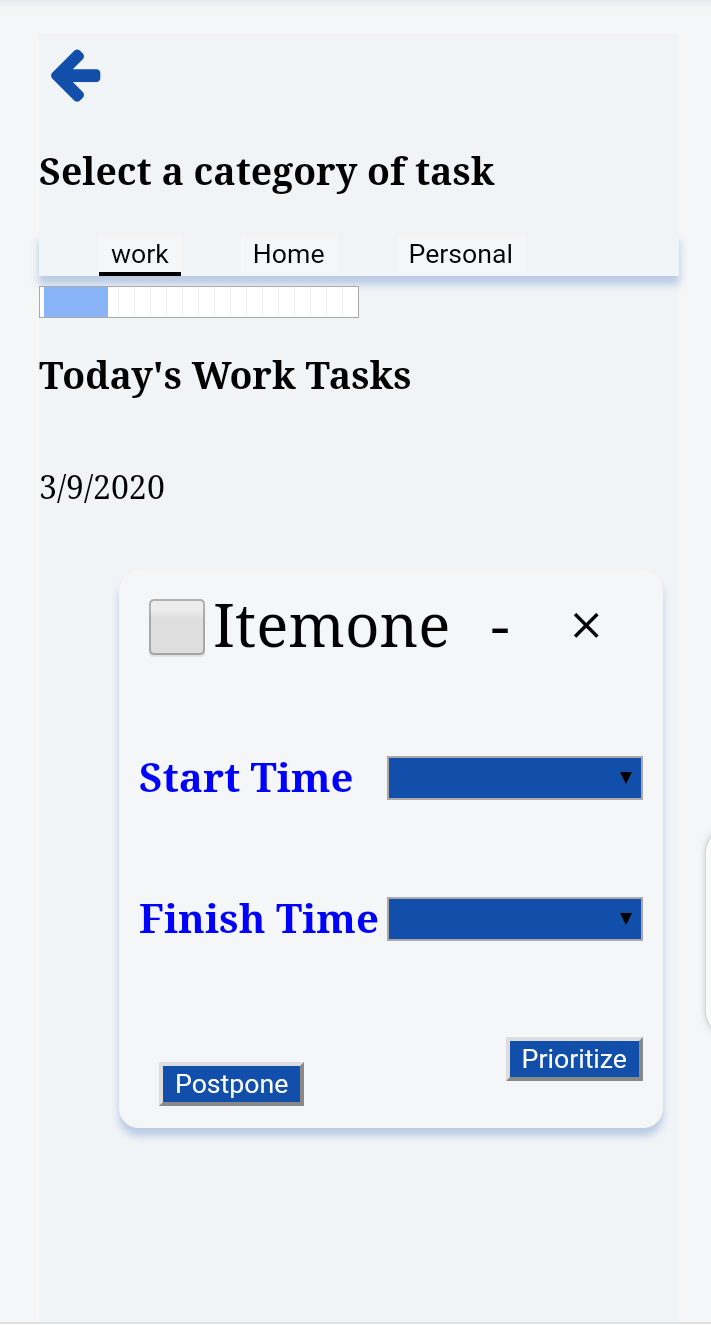 Select a category of task
work Home Personal
Today's Work Tasks
3/9/2020
Itemone - ×
Start Time
Finish Time
Prioritize
Postpone